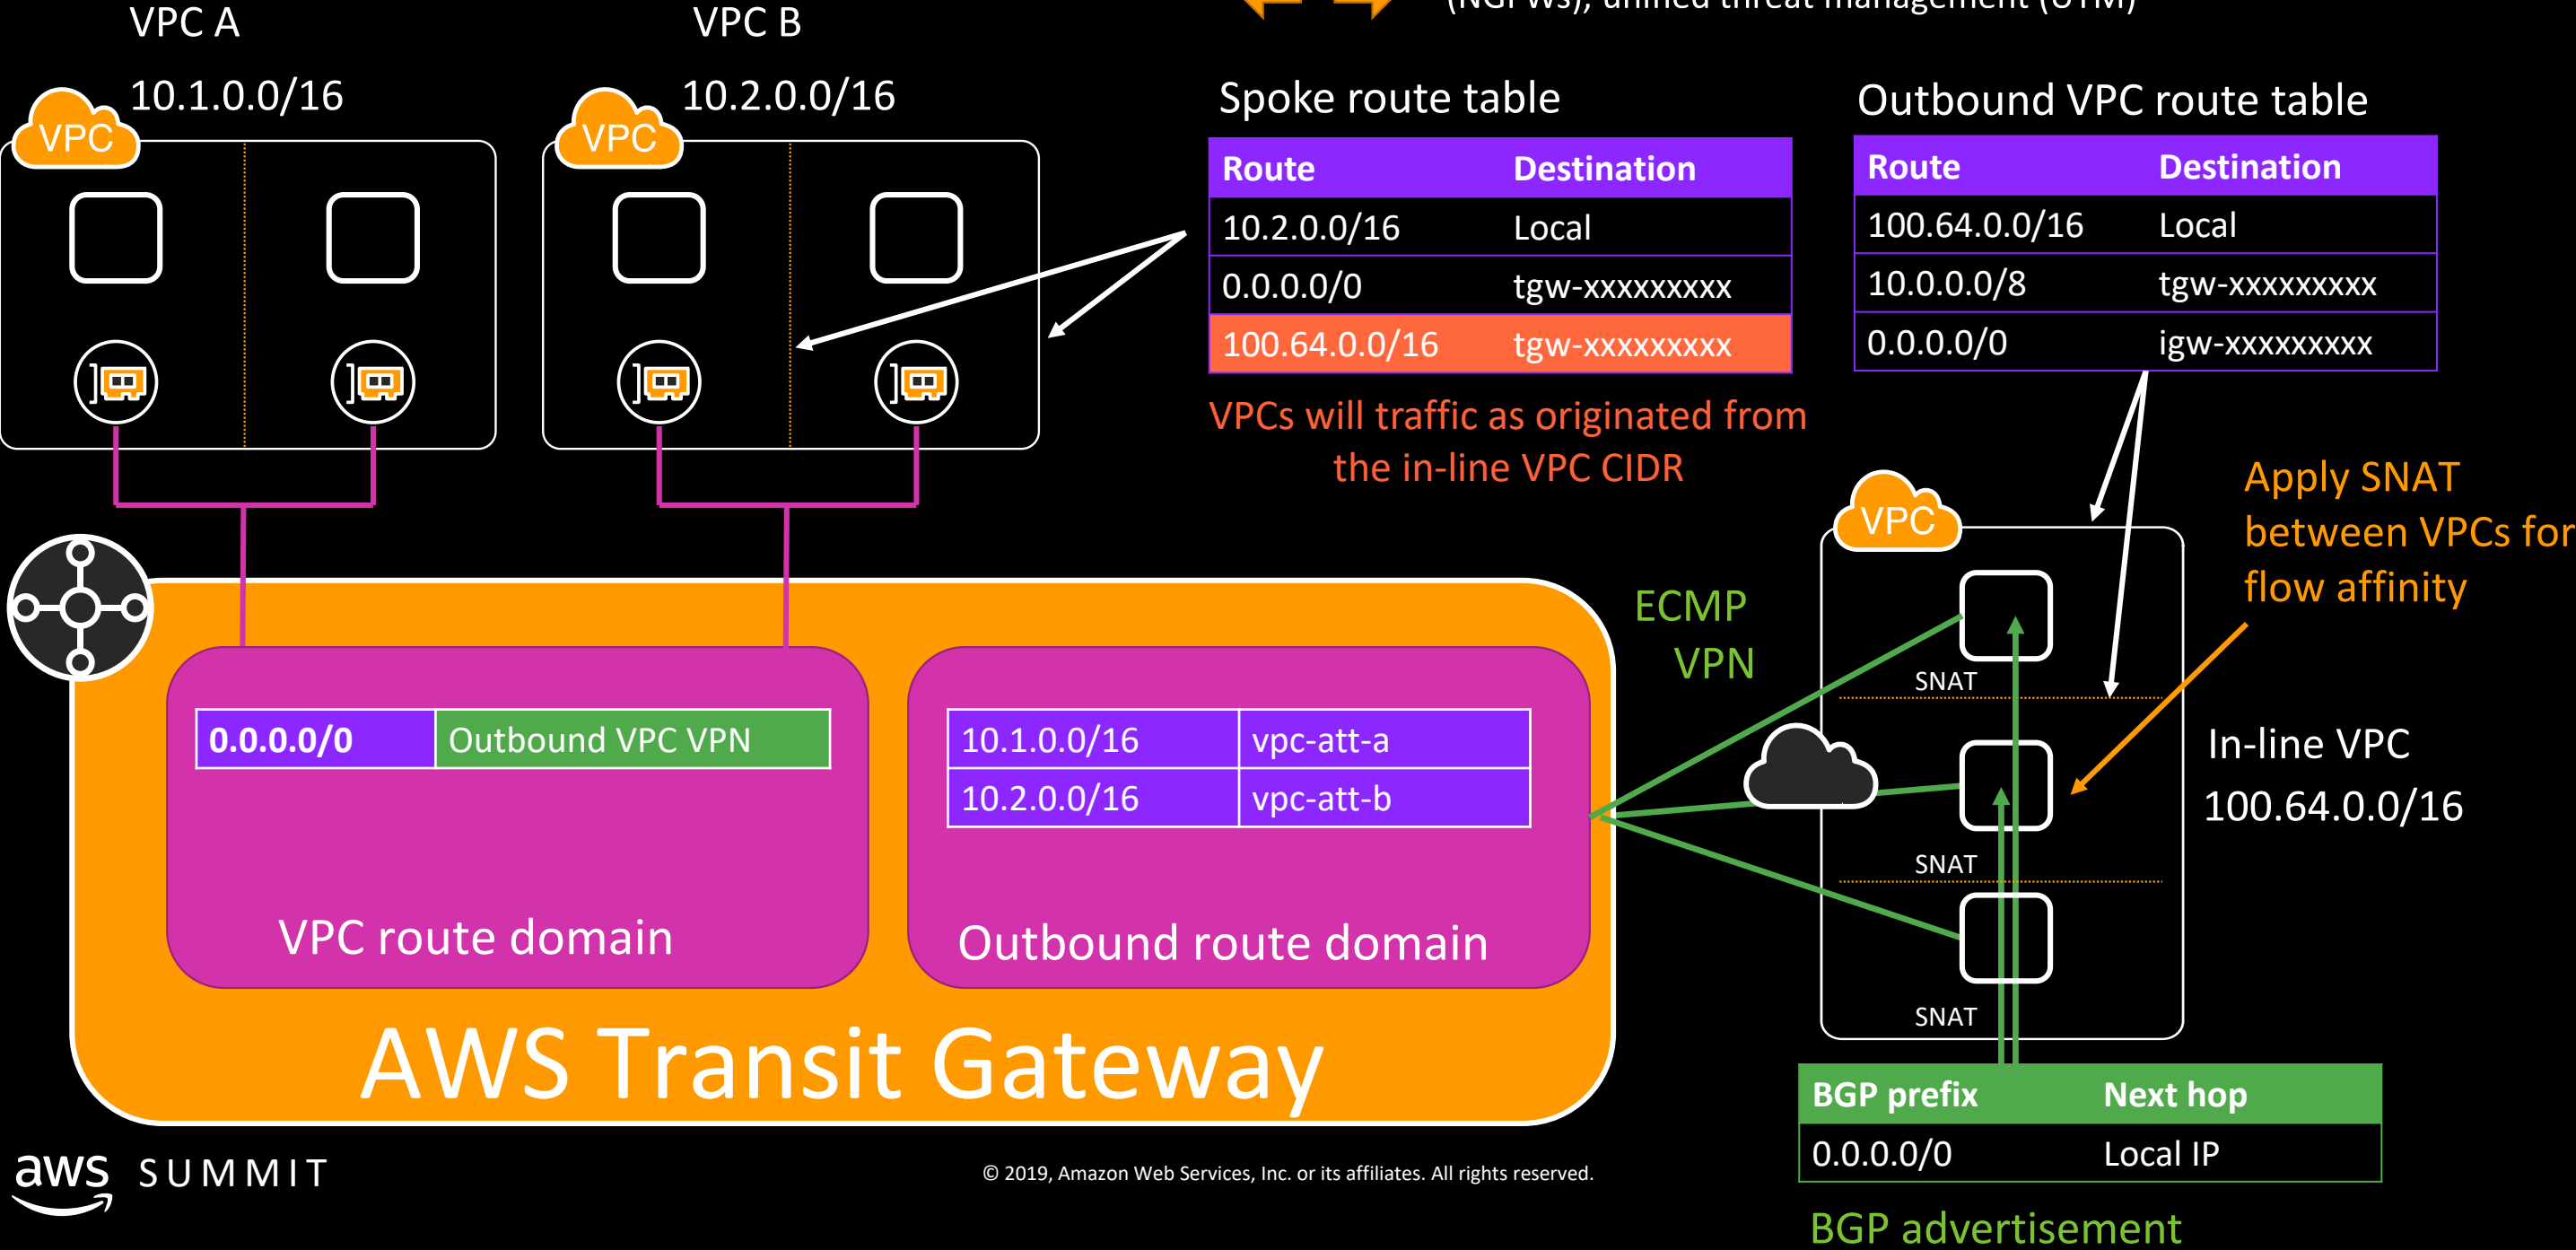 (NGFWs), unified threat management (UTM)
VPC A
VPC B
10.1.0.0/16
10.2.0.0/16
VPC
VPC
Spoke route table
Route Destination
10.2.0.0/16 Local
0.0.0.0/0 tgw-xxxxxxxxx
100.64.0.0/16 tgw-xxxxxxxxx
VPCs will traffic as originated from
the in-line VPC CIDR
Outbound VPC route table
Route Destination
100.64.0.0/16 Local
10.0.0.0/8 tgw-xxxxxxxxx
0.0.0.0/0 igw-xxxxxxxxx
Apply SNAT
between VPCs for
flow affinity
VPC
ECMP
VPN
SNAT
SNAT
SNAT
In-line VPC
100.64.0.0/16
0.0.0.0/0 Outbound VPC VPN
VPC route domain
10.1.0.0/16 vpc-att-a
10.2.0.0/16 vpc-att-b
Outbound route domain
AWS Transit Gateway
BGP prefix Next hop
0.0.0.0/0 Local IP
BGP advertisement
aws SUMMIT
© 2019, Amazon Web Services, Inc. or its affiliates. All rights reserved.